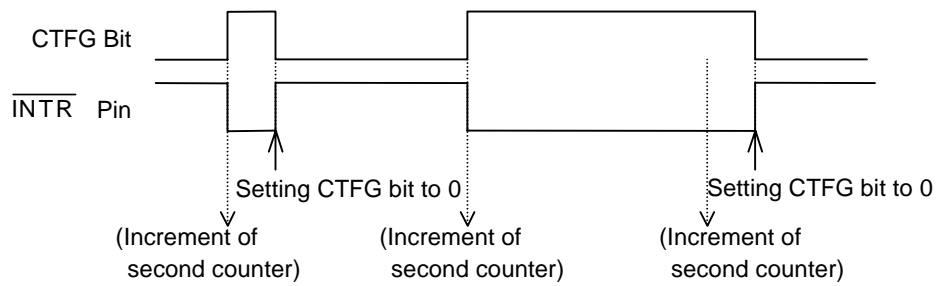 CTFG Bit
INTR Pin
Setting CTFG bit to 0
Setting CTFG bit to 0
(Increment of
second counter)
(Increment of
second counter)
(Increment of
second counter)